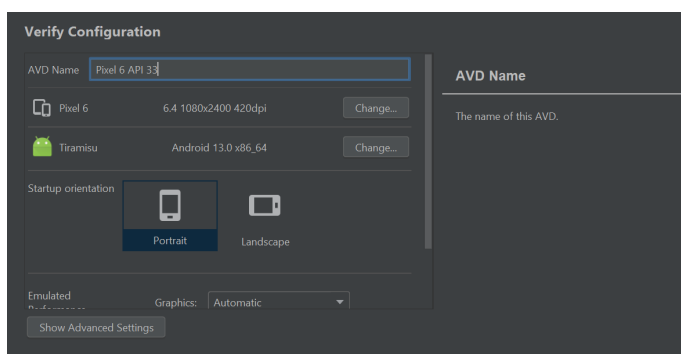 Verify Configuration
AVD Name Pixel 6 API 33
AVD Name
Pixel 6 6.4 1080x2400 420dpi Change...
The name of this AVD.
Tiramisu Android 13.0 x86_64 Change...
Startup orientation
Portrait Landscape
Emulated
Performance Graphics: Automatic
Show Advanced Settings